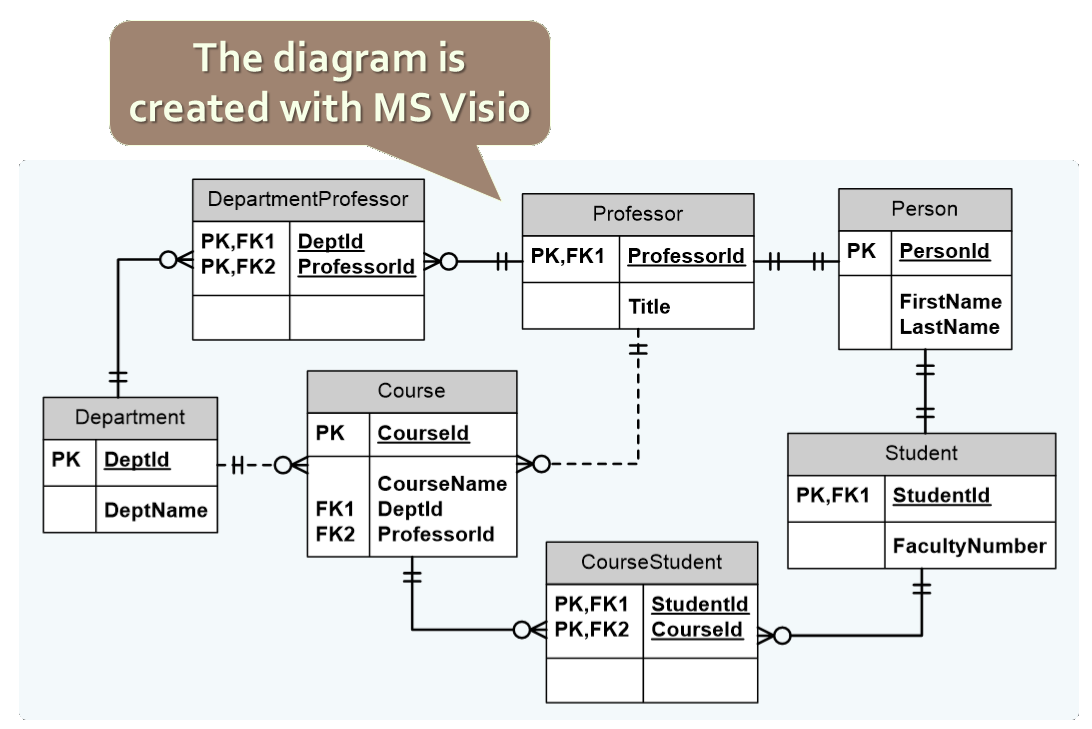 The diagram is
created with MS Visio
DepartmentProfessor
PK,FK1 DeptId
PK,FK2 ProfessorId
Professor
PK,FK1 ProfessorId
Title
Person
PK PersonId
FirstName
LastName
Department
PK DeptId
DeptName
Course
PK CourseId
CourseName
FK1 DeptId
FK2 ProfessorId
Student
PK,FK1 StudentId
FacultyNumber
CourseStudent
PK,FK1 StudentId
PK,FK2 CourseId